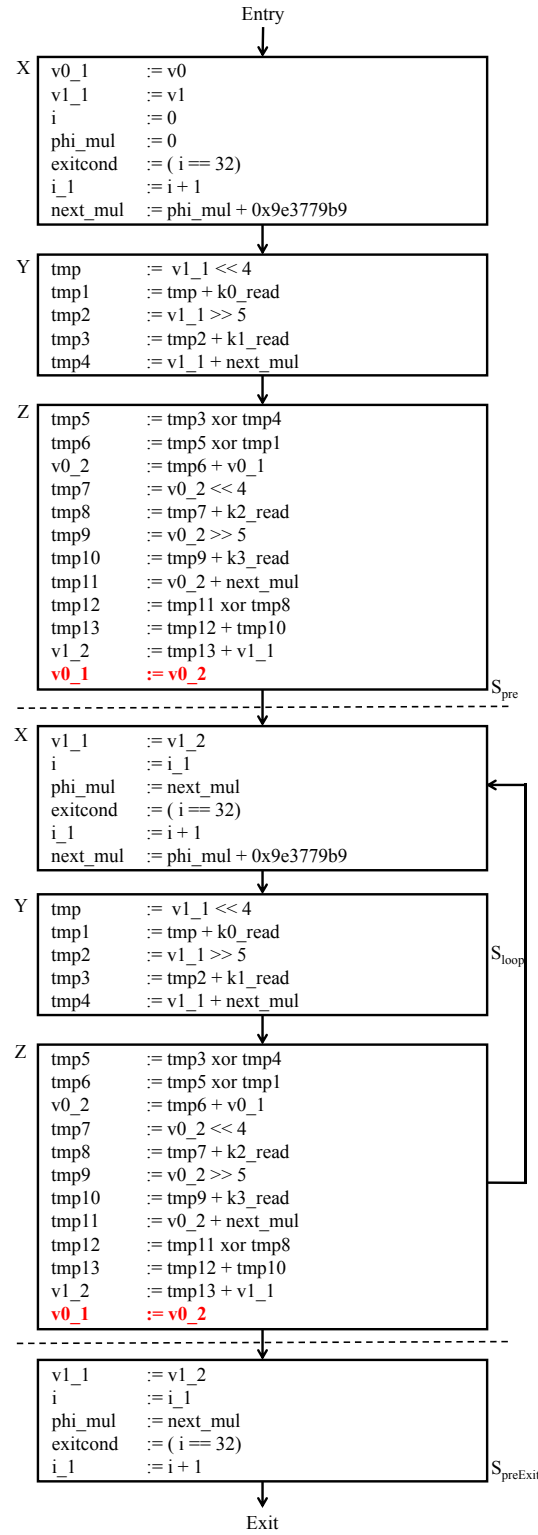 Entry
X
v0_1 := v0
v1_1 := v1
i := 0
phi_mul := 0
exitcond := ( i == 32)
i_1 := i + 1
next_mul := phi_mul + 0x9e3779b9
Y
tmp := v1_1 << 4
tmp1 := tmp + k0_read
tmp2 := v1_1 >> 5
tmp3 := tmp2 + k1_read
tmp4 := v1_1 + next_mul
Z
tmp5 := tmp3 xor tmp4
tmp6 := tmp5 xor tmp1
v0_2 := tmp6 + v0_1
tmp7 := v0_2 << 4
tmp8 := tmp7 + k2_read
tmp9 := v0_2 >> 5
tmp10 := tmp9 + k3_read
tmp11 := v0_2 + next_mul
tmp12 := tmp11 xor tmp8
tmp13 := tmp12 + tmp10
v1_2 := tmp13 + v1_1
v0_1 := v0_2
Spre
X
v1_1 := v1_2
i := i_1
phi_mul := next_mul
exitcond := ( i == 32)
i_1 := i + 1
next_mul := phi_mul + 0x9e3779b9
Y
tmp := v1_1 << 4
tmp1 := tmp + k0_read
tmp2 := v1_1 >> 5
tmp3 := tmp2 + k1_read
tmp4 := v1_1 + next_mul
Sloop
Z
tmp5 := tmp3 xor tmp4
tmp6 := tmp5 xor tmp1
v0_2 := tmp6 + v0_1
tmp7 := v0_2 << 4
tmp8 := tmp7 + k2_read
tmp9 := v0_2 >> 5
tmp10 := tmp9 + k3_read
tmp11 := v0_2 + next_mul
tmp12 := tmp11 xor tmp8
tmp13 := tmp12 + tmp10
v1_2 := tmp13 + v1_1
v0_1 := v0_2
v1_1 := v1_2
i := i_1
phi_mul := next_mul
exitcond := ( i == 32)
i_1 := i + 1
SpreExit
Exit